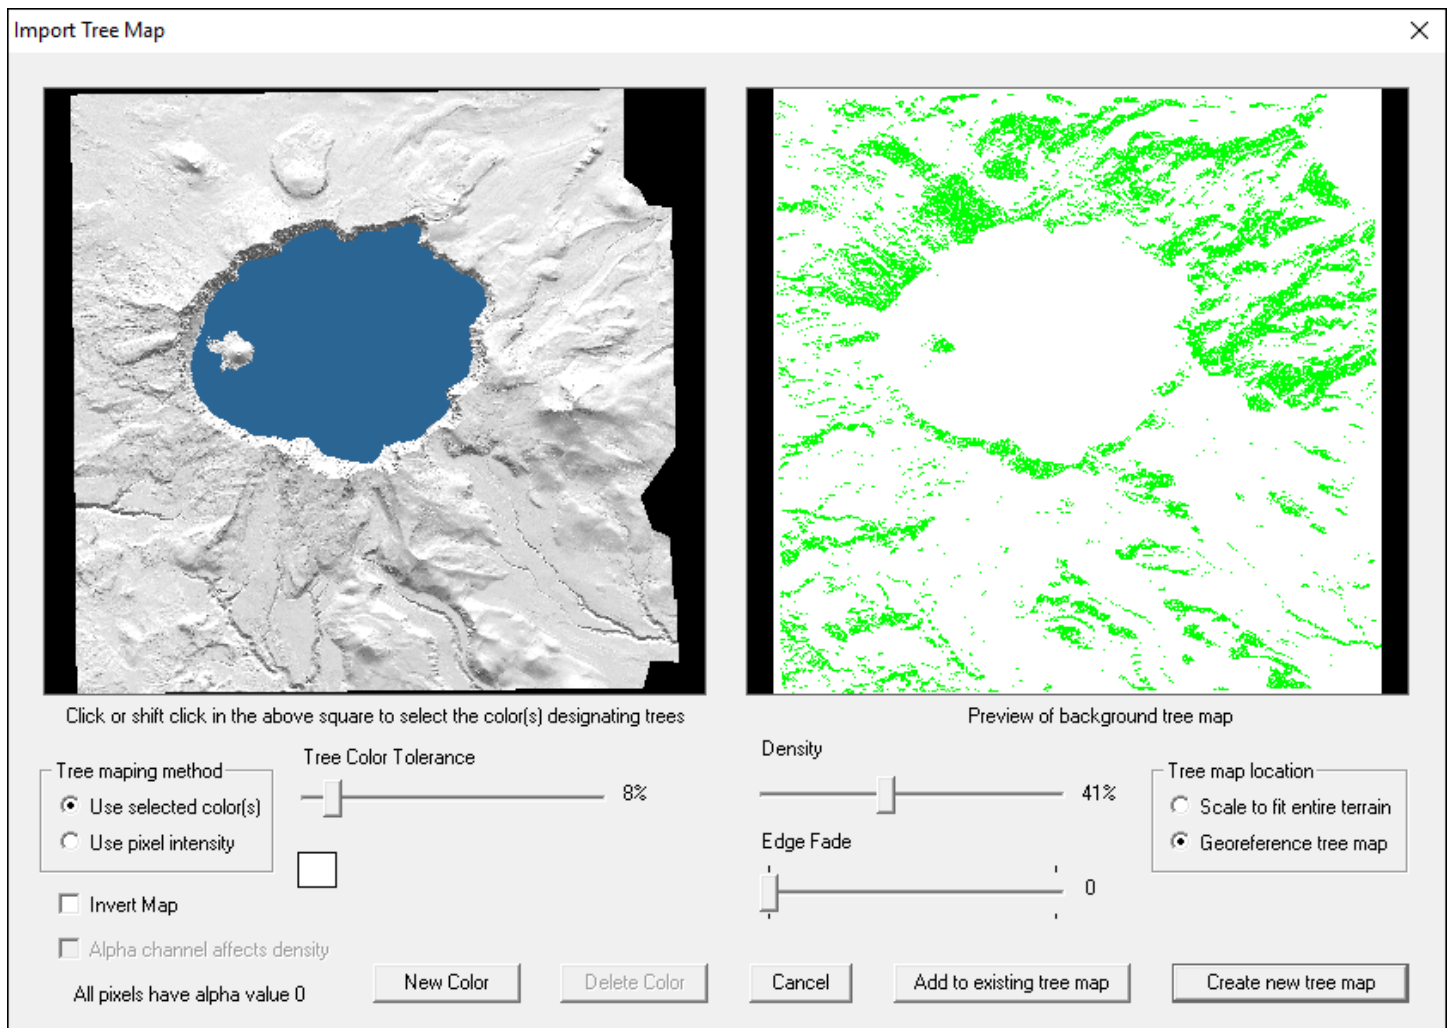 Import Tree Map
Click or shift click in the above square to select the color(s) designating trees
Preview of background tree map
Tree maping method
Use selected color(s)
Use pixel intensity
Tree Color Tolerance
8%
Density
41%
Edge Fade
0
Tree map location
Scale to fit entire terrain
Georeference tree map
Invert Map
Alpha channel affects density
All pixels have alpha value 0
New Color
Delete Color
Cancel
Add to existing tree map
Create new tree map